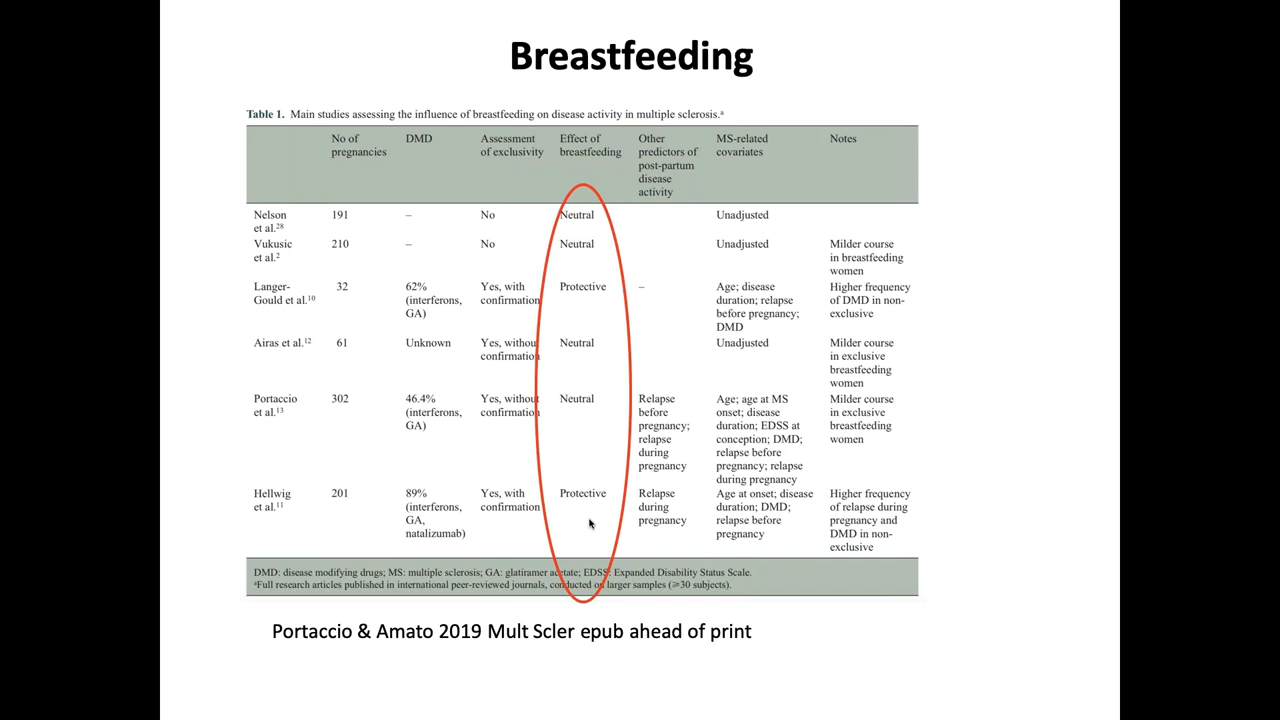 Breastfeeding
Table 1. Main studies assessing the influence of breastfeeding on disease activity in multiple sclerosis.ᵃ
No of pregnancies DMD Assessment of exclusivity Effect of breastfeeding Other predictors of post-partum disease activity MS-related covariates Notes
Nelson et al.²⁸ 191 – No Neutral Unadjusted
Vukusic et al.² 210 – No Neutral Unadjusted Milder course in breastfeeding women
Langer-Gould et al.¹⁰ 32 62% (interferons, GA) Yes, with confirmation Protective – Age; disease duration; relapse before pregnancy; DMD Higher frequency of DMD in non-exclusive
Airas et al.¹² 61 Unknown Yes, without confirmation Neutral Unadjusted Milder course in exclusive breastfeeding women
Portaccio et al.¹³ 302 46.4% (interferons, GA) Yes, without confirmation Neutral Relapse before pregnancy; relapse during pregnancy Age; age at MS onset; disease duration; EDSS at conception; DMD; relapse before pregnancy; relapse during pregnancy Milder course in exclusive breastfeeding women
Hellwig et al.¹¹ 201 89% (interferons, GA, natalizumab) Yes, with confirmation Protective Relapse during pregnancy Age at onset; disease duration; DMD; relapse before pregnancy Higher frequency of relapse during pregnancy and DMD in non-exclusive
DMD: disease modifying drugs; MS: multiple sclerosis; GA: glatiramer acetate; EDSS: Expanded Disability Status Scale.
ᵃFull research articles published in international peer-reviewed journals, conducted on larger samples (⩾30 subjects).
Portaccio & Amato 2019 Mult Scler epub ahead of print